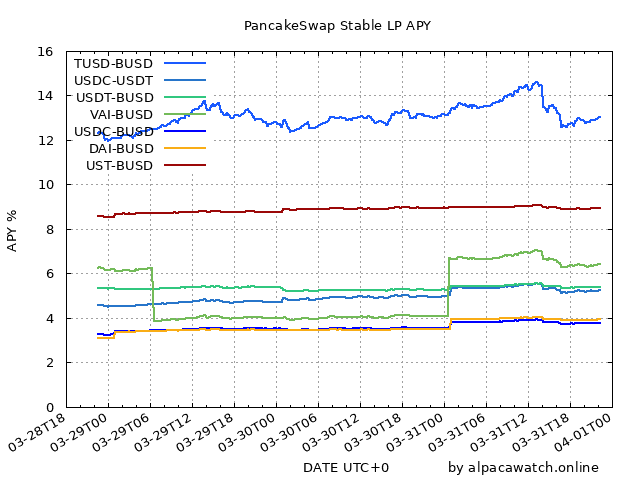 PancakeSwap Stable LP APY
TUSD-BUSD
USDC-USDT
USDT-BUSD
VAI-BUSD
USDC-BUSD
DAI-BUSD
UST-BUSD
APY %
16
14
12
10
8
6
4
2
0
03-28T18
03-29T00
03-29T06
03-29T12
03-29T18
03-30T00
03-30T06
03-30T12
03-30T18
03-31T00
03-31T06
03-31T12
03-31T18
04-01T00
DATE UTC+0
by alpacawatch.online